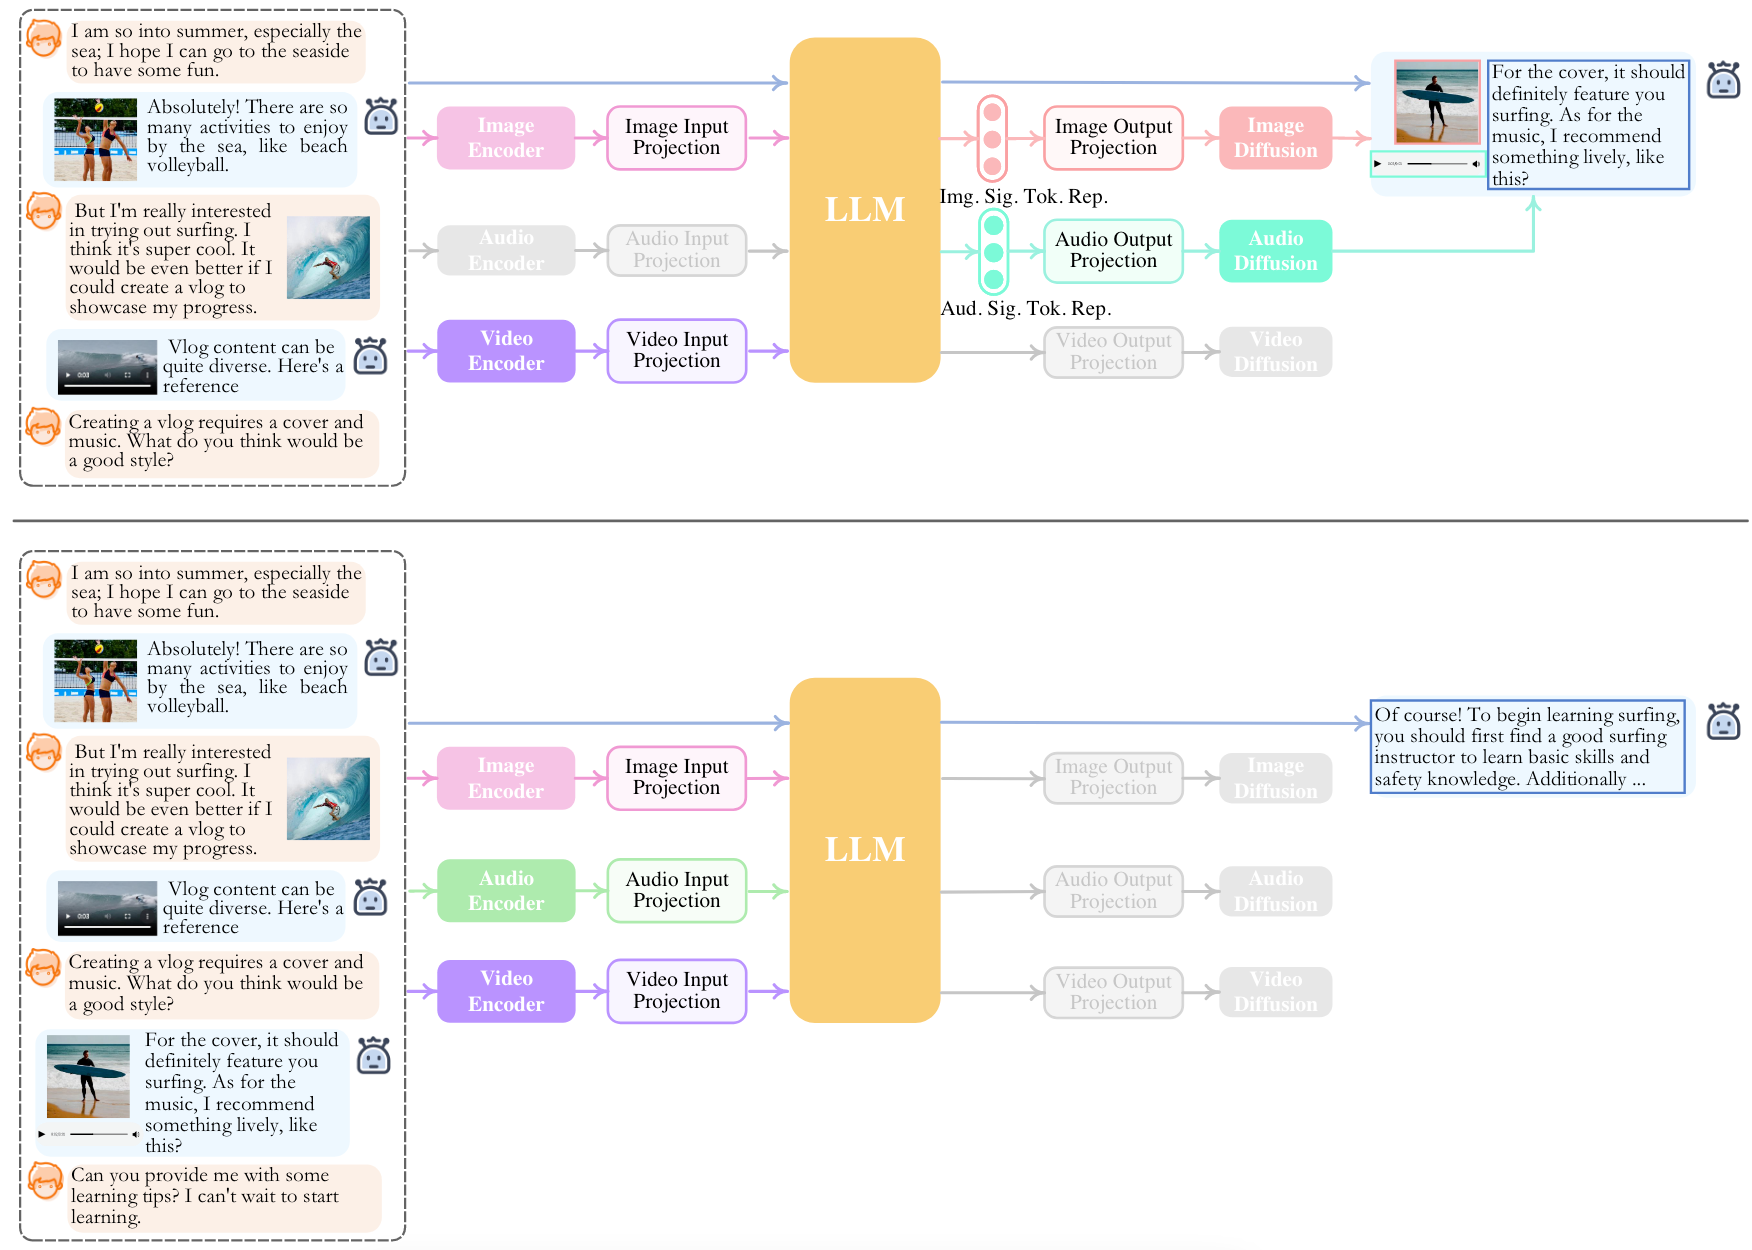 I am so into summer, especially the
sea; I hope I can go to the seaside
to have some fun.
Absolutely! There are so
many activities to enjoy
by the sea, like beach
volleyball.
But I'm really interested
in trying out surfing. I
think it's super cool. It
would be even better if I
could create a vlog to
showcase my progress.
0:03
Vlog content can be
quite diverse. Here's a
reference
Creating a vlog requires a cover and
music. What do you think would be
a good style?
Image
Encoder
Image Input
Projection
Audio
Encoder
Audio Input
Projection
Video
Encoder
Video Input
Projection
LLM
Img. Sig. Tok. Rep.
Image Output
Projection
Image
Diffusion
Aud. Sig. Tok. Rep.
Audio Output
Projection
Audio
Diffusion
Video Output
Projection
Video
Diffusion
For the cover, it should
definitely feature you
surfing. As for the
music, I recommend
something lively, like
this?
I am so into summer, especially the
sea; I hope I can go to the seaside
to have some fun.
Absolutely! There are so
many activities to enjoy
by the sea, like beach
volleyball.
But I'm really interested
in trying out surfing. I
think it's super cool. It
would be even better if I
could create a vlog to
showcase my progress.
0:03
Vlog content can be
quite diverse. Here's a
reference
Creating a vlog requires a cover and
music. What do you think would be
a good style?
For the cover, it should
definitely feature you
surfing. As for the
music, I recommend
something lively, like
this?
Can you provide me with some
learning tips? I can't wait to start
learning.
Image
Encoder
Image Input
Projection
Audio
Encoder
Audio Input
Projection
Video
Encoder
Video Input
Projection
LLM
Image Output
Projection
Image
Diffusion
Audio Output
Projection
Audio
Diffusion
Video Output
Projection
Video
Diffusion
Of course! To begin learning surfing,
you should first find a good surfing
instructor to learn basic skills and
safety knowledge. Additionally ...